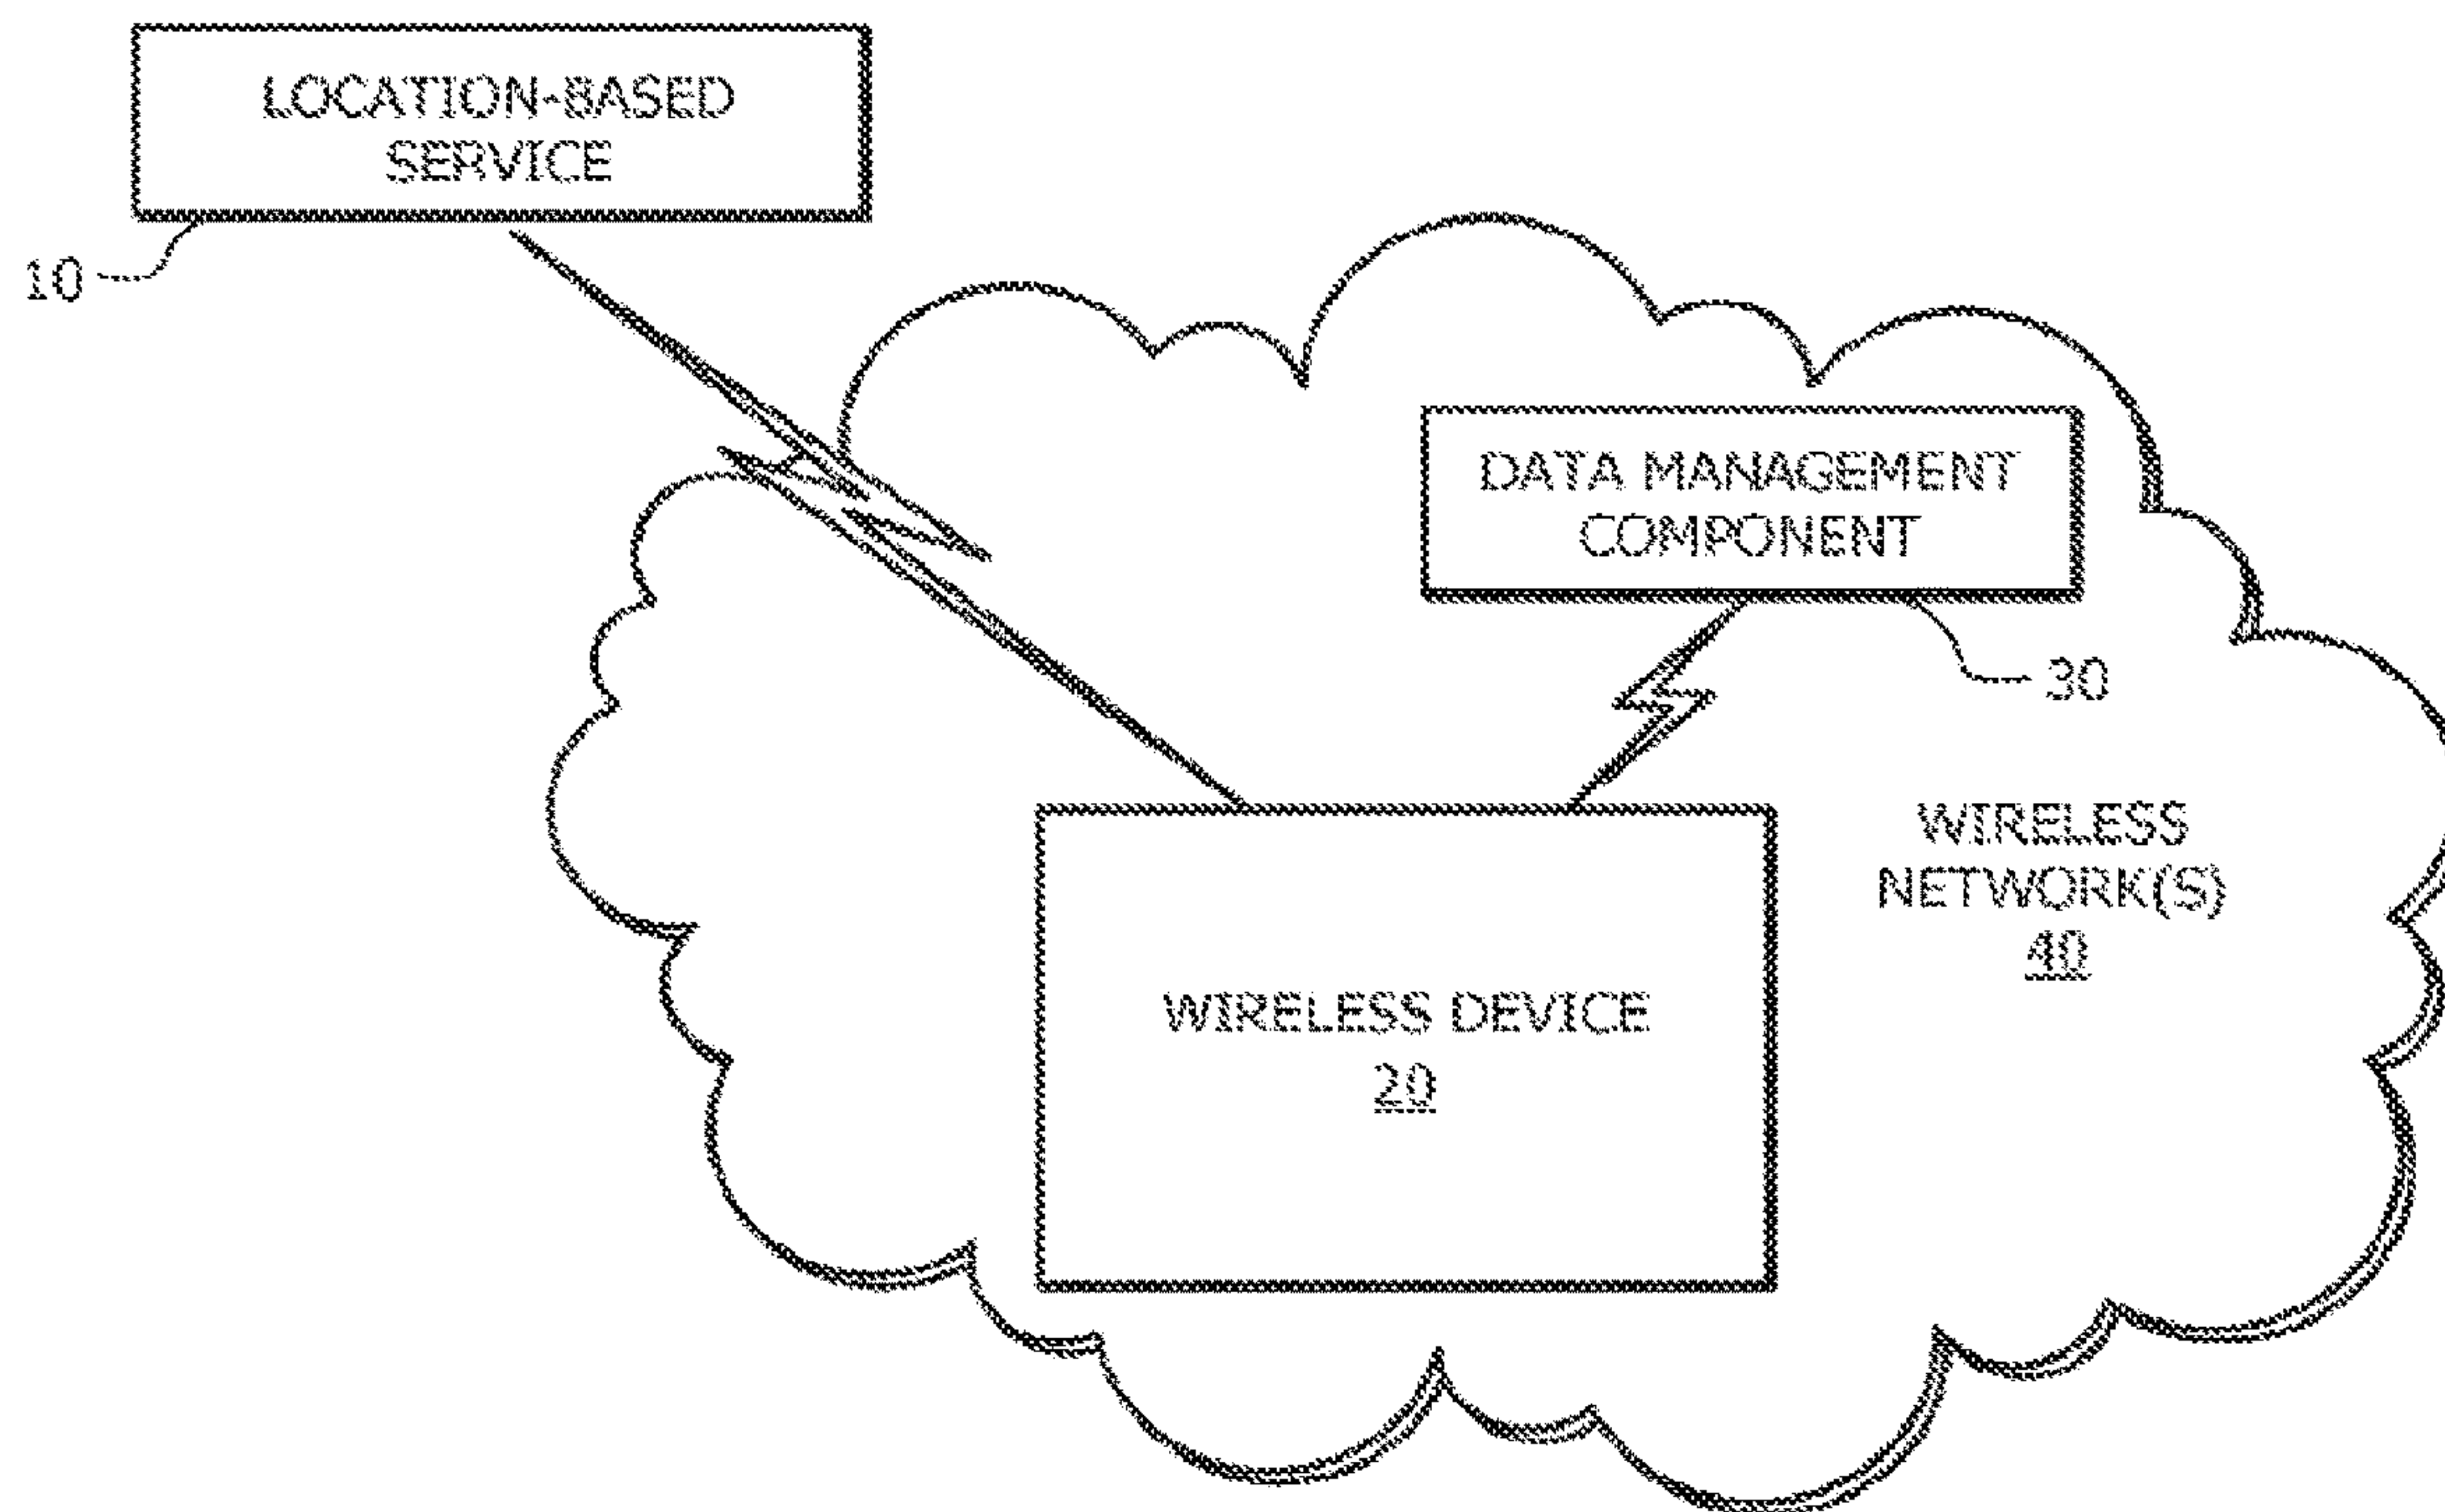 LOCATION-BASED
SERVICE
10
DATA MANAGEMENT
COMPONENT
30
WIRELESS
NETWORK(S)
40
WIRELESS DEVICE
20